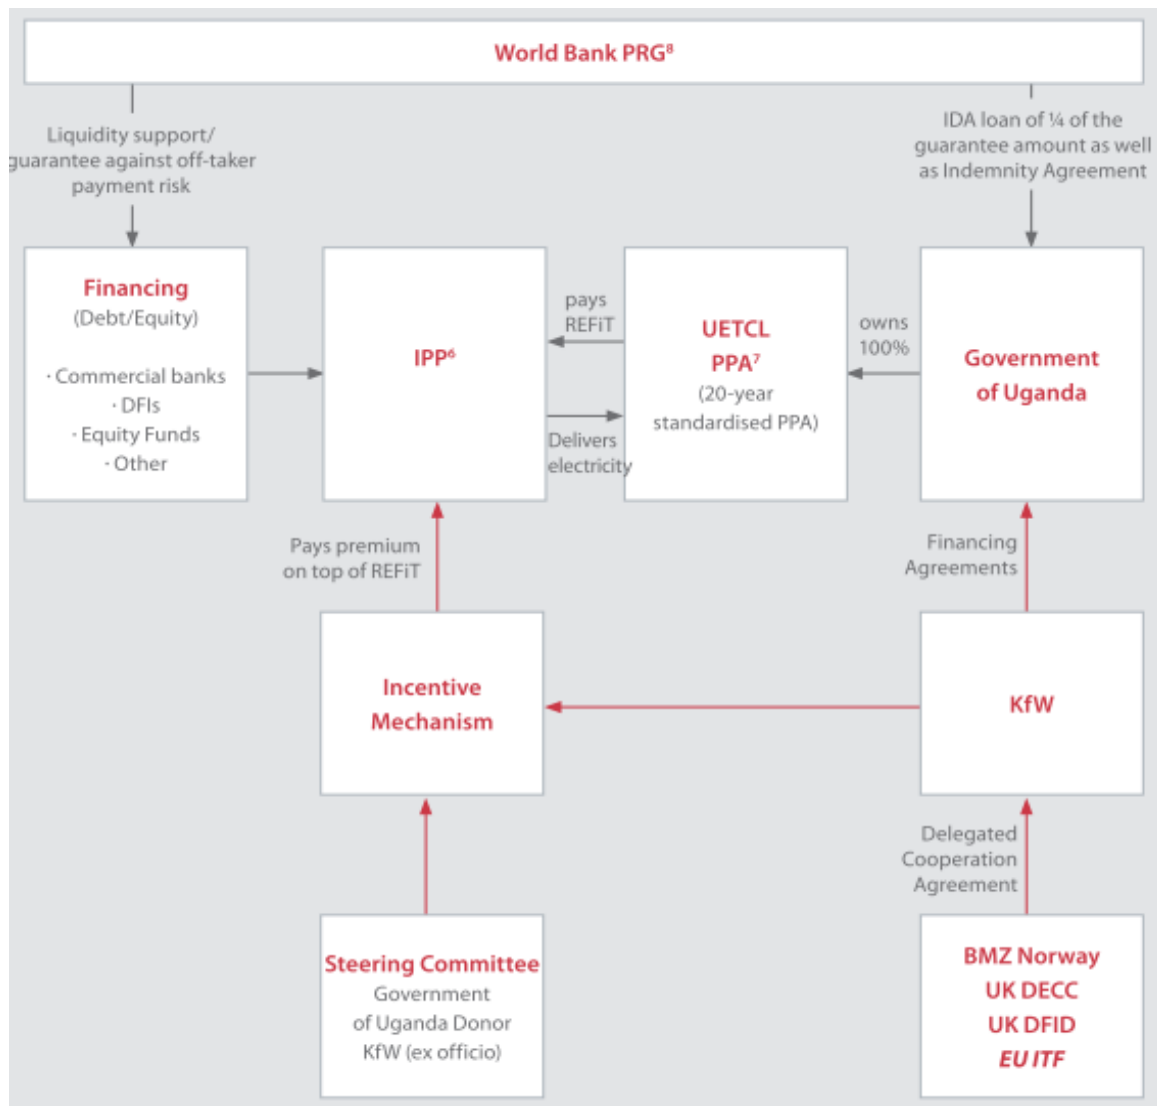 World Bank PRG⁸
Liquidity support/
guarantee against off-taker
payment risk
IDA loan of ¼ of the
guarantee amount as well
as Indemnity Agreement
Financing
(Debt/Equity)
· Commercial banks
· DFIs
· Equity Funds
· Other
IPP⁶
pays
REFiT
Delivers
electricity
UETCL
PPA⁷
(20-year
standardised PPA)
owns
100%
Government
of Uganda
Pays premium
on top of REFiT
Financing
Agreements
Incentive
Mechanism
KfW
Delegated
Cooperation
Agreement
Steering Committee
Government
of Uganda Donor
KfW (ex officio)
BMZ Norway
UK DECC
UK DFID
EU ITF